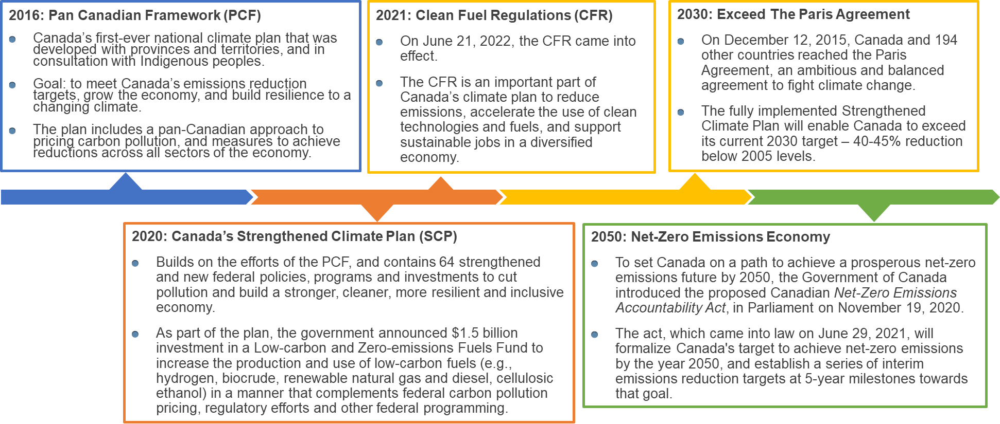 2016: Pan Canadian Framework (PCF)
Canada’s first-ever national climate plan that was
developed with provinces and territories, and in
consultation with Indigenous peoples.
Goal: to meet Canada’s emissions reduction
targets, grow the economy, and build resilience to a
changing climate.
The plan includes a pan-Canadian approach to
pricing carbon pollution, and measures to achieve
reductions across all sectors of the economy.
2021: Clean Fuel Regulations (CFR)
On June 21, 2022, the CFR came into
effect.
The CFR is an important part of
Canada’s climate plan to reduce
emissions, accelerate the use of clean
technologies and fuels, and support
sustainable jobs in a diversified
economy.
2030: Exceed The Paris Agreement
On December 12, 2015, Canada and 194
other countries reached the Paris
Agreement, an ambitious and balanced
agreement to fight climate change.
The fully implemented Strengthened
Climate Plan will enable Canada to exceed
its current 2030 target – 40-45% reduction
below 2005 levels.
2020: Canada’s Strengthened Climate Plan (SCP)
Builds on the efforts of the PCF, and contains 64 strengthened
and new federal policies, programs and investments to cut
pollution and build a stronger, cleaner, more resilient and inclusive
economy.
As part of the plan, the government announced $1.5 billion
investment in a Low-carbon and Zero-emissions Fuels Fund to
increase the production and use of low-carbon fuels (e.g.,
hydrogen, biocrude, renewable natural gas and diesel, cellulosic
ethanol) in a manner that complements federal carbon pollution
pricing, regulatory efforts and other federal programming.
2050: Net-Zero Emissions Economy
To set Canada on a path to achieve a prosperous net-zero
emissions future by 2050, the Government of Canada
introduced the proposed Canadian Net-Zero Emissions
Accountability Act, in Parliament on November 19, 2020.
The act, which came into law on June 29, 2021, will
formalize Canada's target to achieve net-zero emissions
by the year 2050, and establish a series of interim
emissions reduction targets at 5-year milestones towards
that goal.